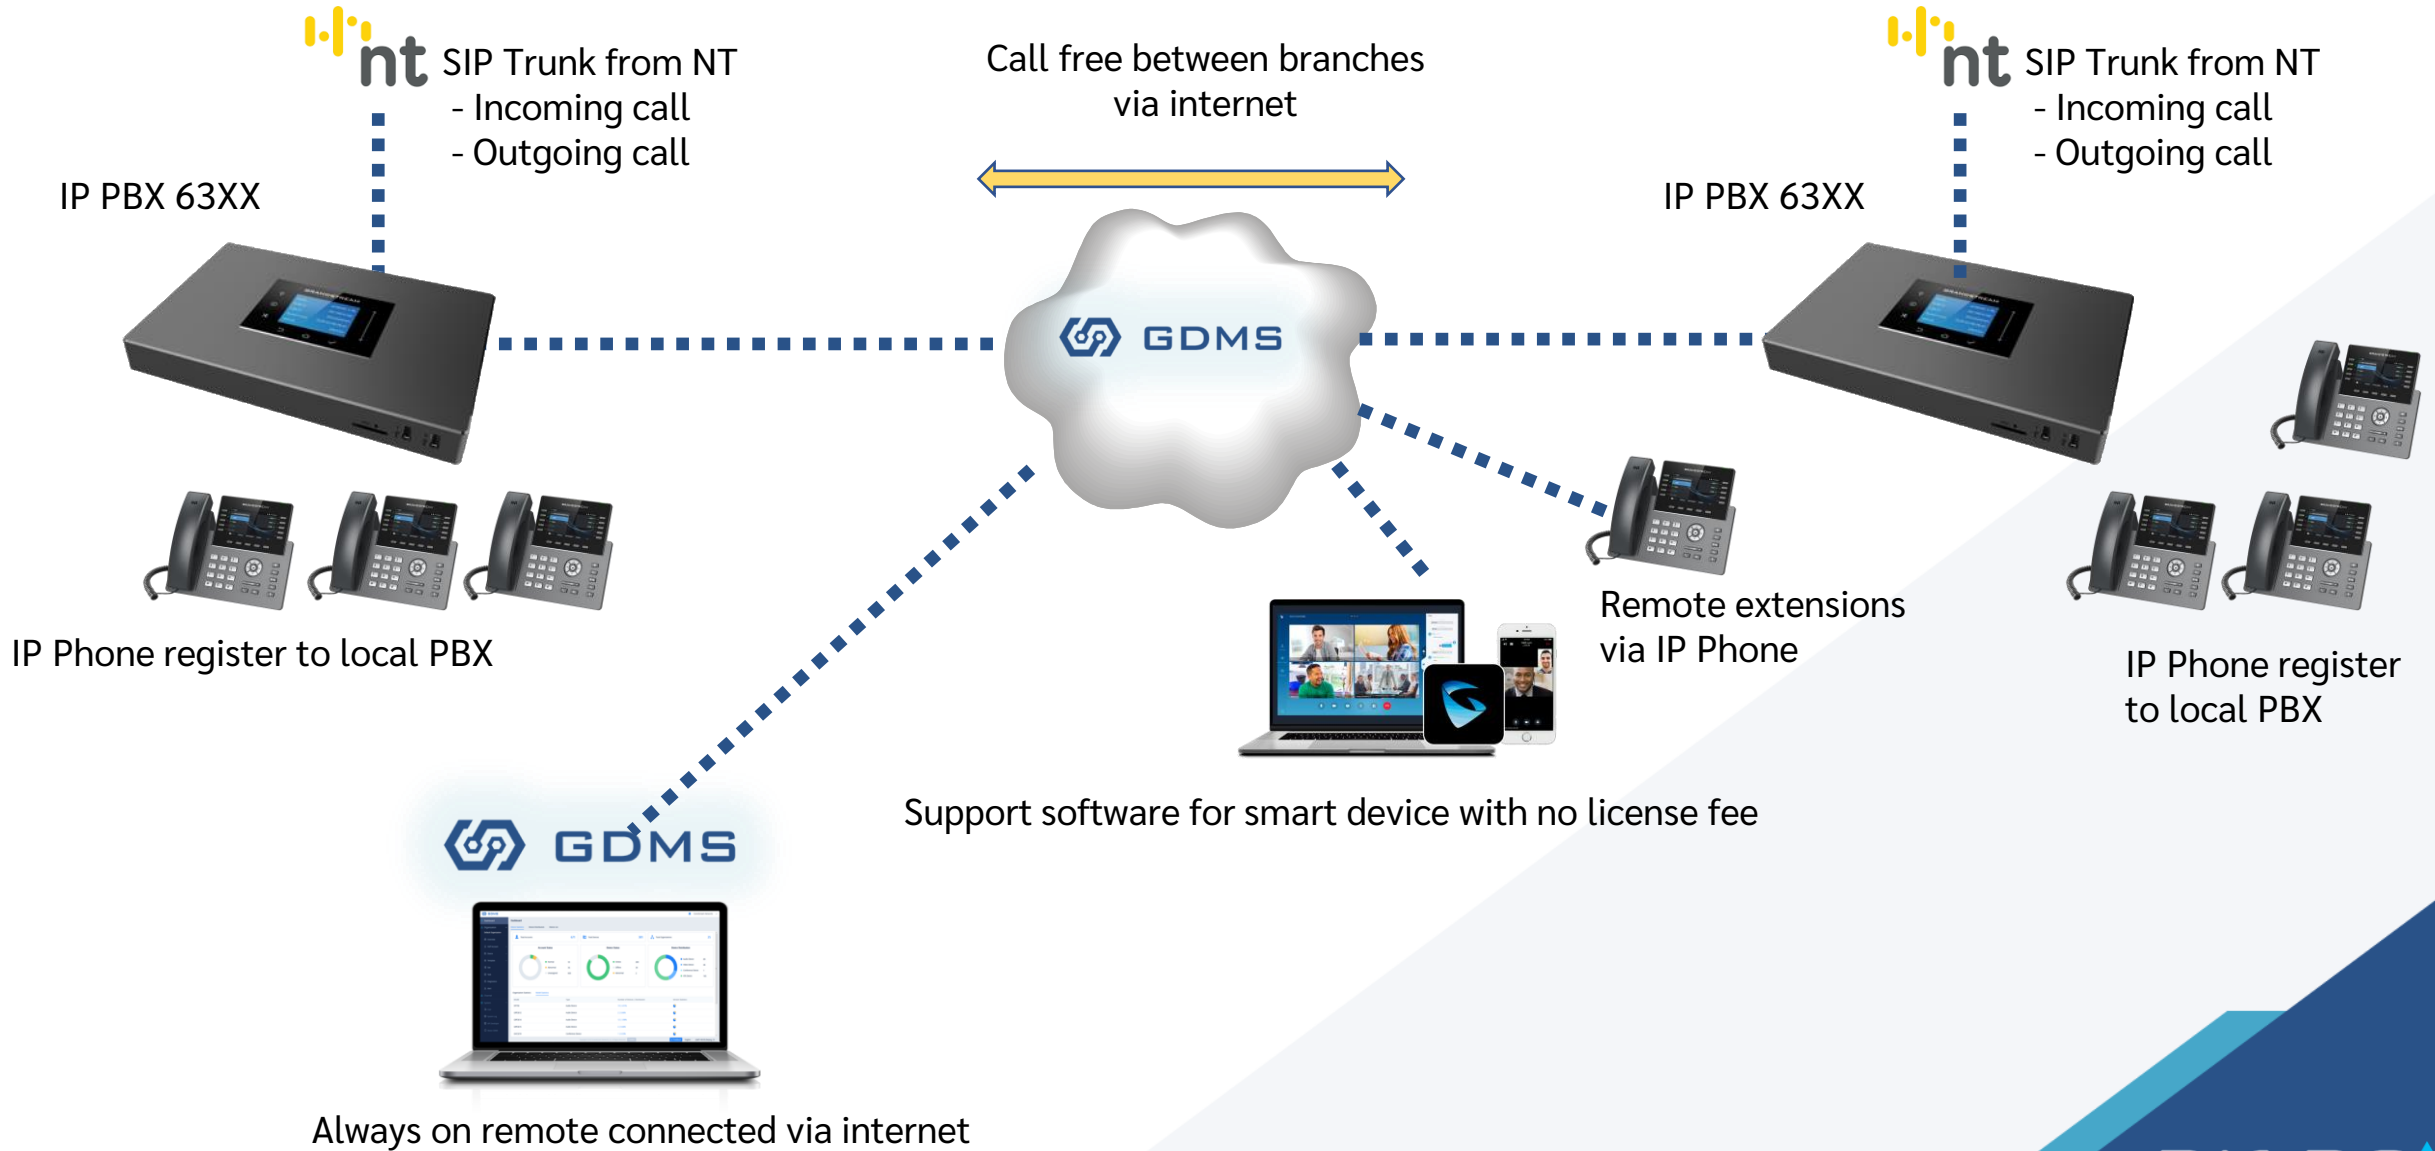 nt SIP Trunk from NT
- Incoming call
- Outgoing call
IP PBX 63XX
Call free between branches
via internet
nt SIP Trunk from NT
- Incoming call
- Outgoing call
IP PBX 63XX
GRANDSTREAM
GRANDSTREAM
GDMS
IP Phone register to local PBX
Remote extensions
via IP Phone
IP Phone register
to local PBX
Support software for smart device with no license fee
GDMS
Always on remote connected via internet